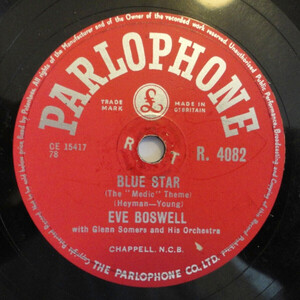 PARLOPHONE
TRADE MARK
MADE IN GT BRITAIN
CE 15417
78
R T
R. 4082
BLUE STAR
(The "Medic" Theme)
(Heyman—Young)
EVE BOSWELL
with Glenn Somers and His Orchestra
CHAPPELL. N.C.B.
THE PARLOPHONE CO. LTD.